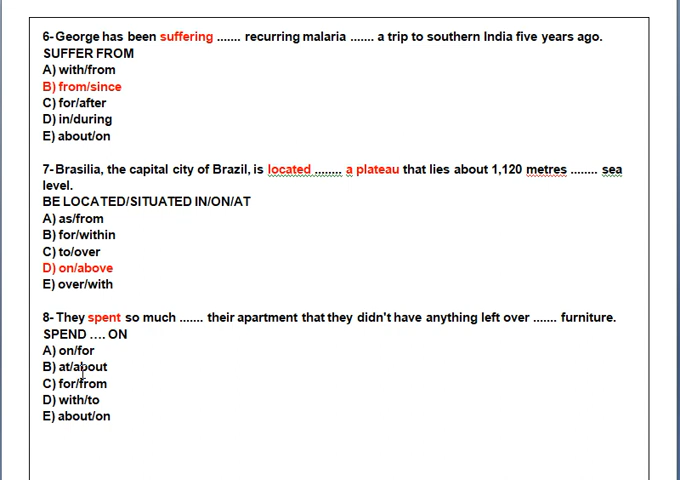 6- George has been suffering ....... recurring malaria ....... a trip to southern India five years ago.
SUFFER FROM
A) with/from
B) from/since
C) for/after
D) in/during
E) about/on
7- Brasilia, the capital city of Brazil, is located ........ a plateau that lies about 1,120 metres ........ sea
level.
BE LOCATED/SITUATED IN/ON/AT
A) as/from
B) for/within
C) to/over
D) on/above
E) over/with
8- They spent so much ....... their apartment that they didn't have anything left over ....... furniture.
SPEND .... ON
A) on/for
B) at/about
C) for/from
D) with/to
E) about/on